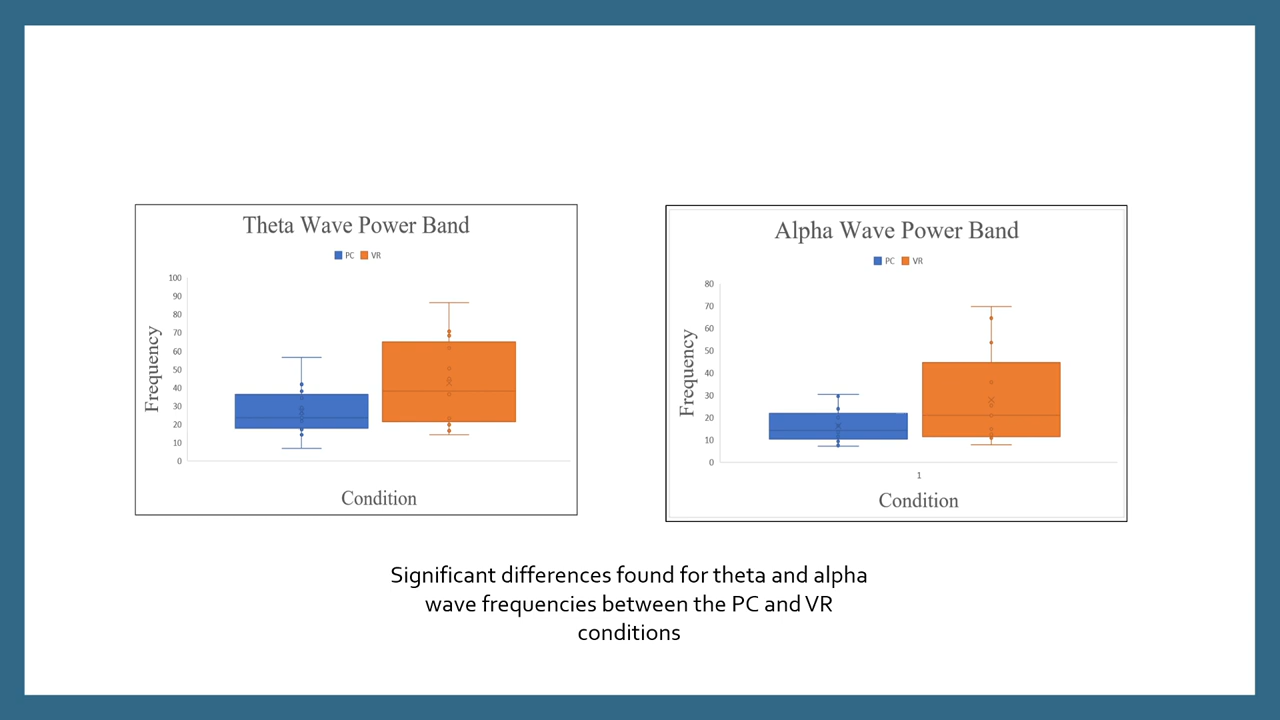 Theta Wave Power Band
PC VR
100
90
80
70
60
50
40
30
20
10
0
Frequency
Condition
Alpha Wave Power Band
PC VR
80
70
60
50
40
30
20
10
0
Frequency
1
Condition
Significant differences found for theta and alpha
wave frequencies between the PC and VR
conditions